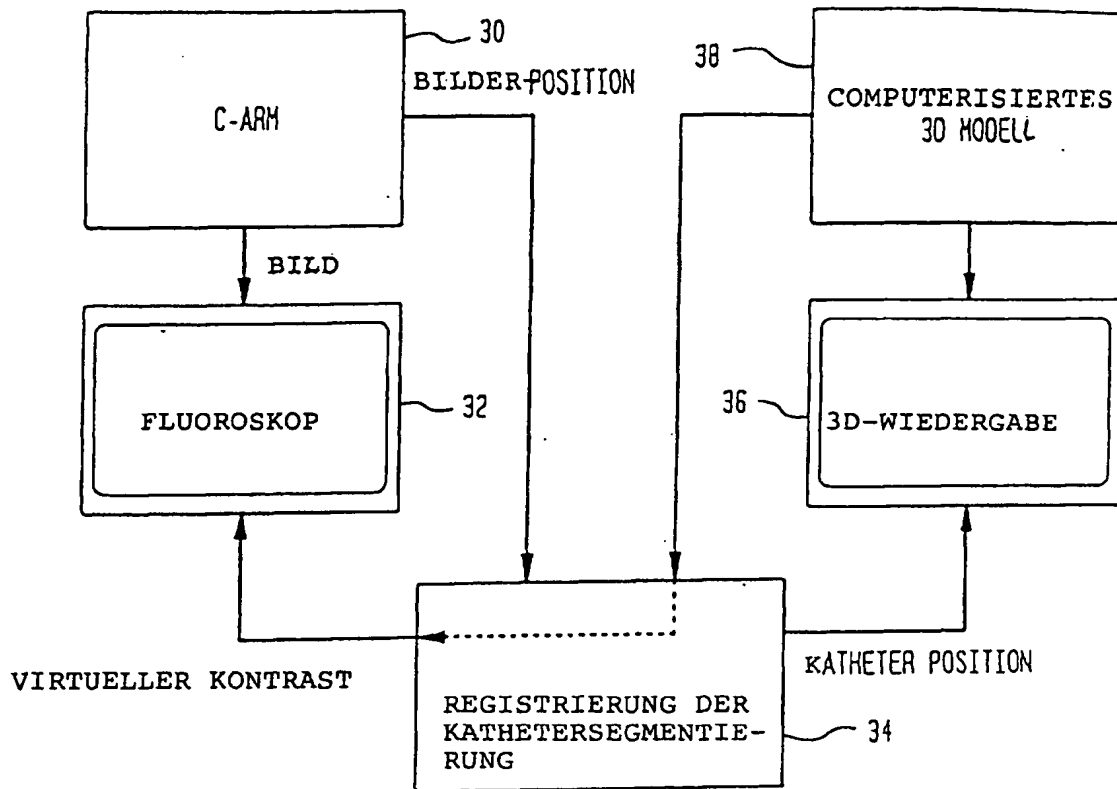 30
BILDER-POSITION
C-ARM
38
COMPUTERISIERTES
3D MODELL
BILD
FLUOROSKOP
32
36
3D-WIEDERGABE
VIRTUELLER KONTRAST
KATHETER POSITION
REGISTRIERUNG DER
KATHETERSEGMENTIE-
RUNG
34